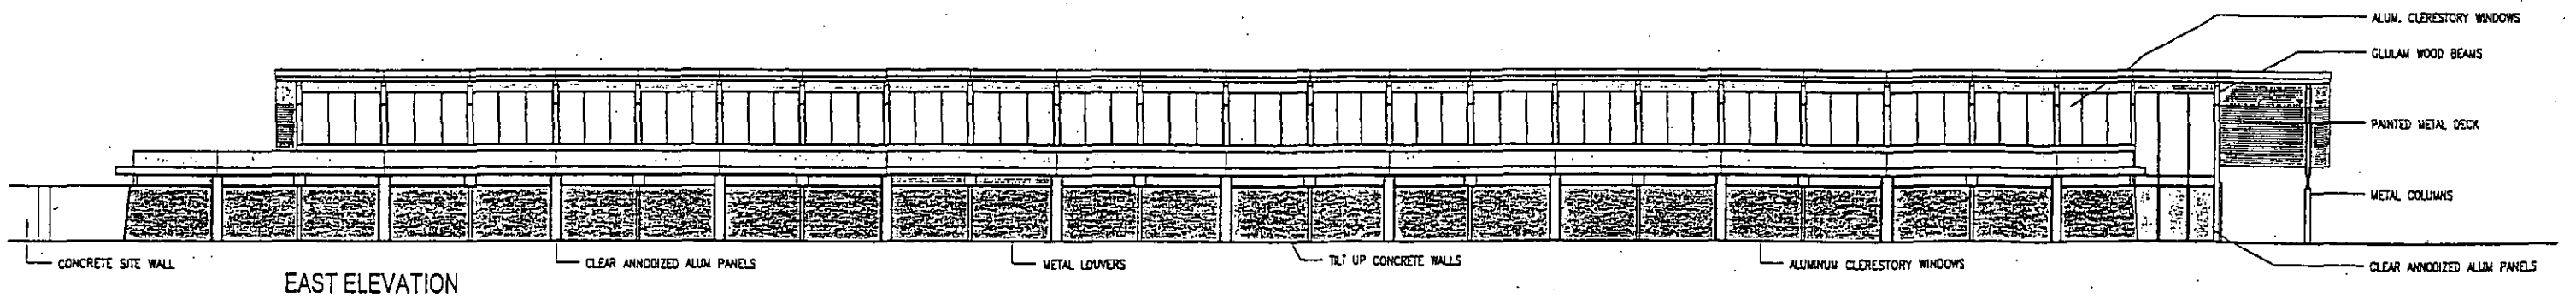 ALUM. CLERESTORY WINDOWS
GLULAM WOOD BEAMS
PAINTED METAL DECK
METAL COLUMNS
CONCRETE SITE WALL
CLEAR ANNODIZED ALUM PANELS
METAL LOUVERS
TILT UP CONCRETE WALLS
ALUMINUM CLERESTORY WINDOWS
CLEAR ANNODIZED ALUM PANELS
EAST ELEVATION